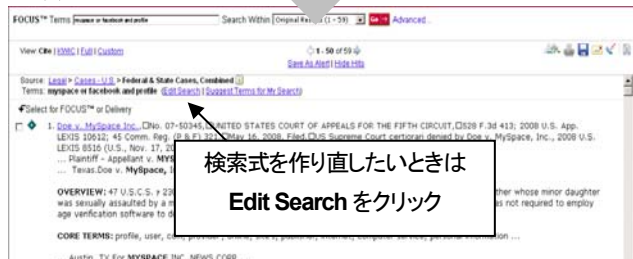 FOCUS™ Terms myspace or facebook and profile Search Within Original Results (1 - 59) Go Advanced...
View: Cite | KWIC | Full | Custom
1 - 50 of 59
Save As Alert | Hide Hits
Source: Legal > Cases - U.S. > Federal & State Cases, Combined
Terms: myspace or facebook and profile (Edit Search | Suggest Terms for My Search)
Select for FOCUS™ or Delivery
1. Doe v. MySpace Inc., No. 07-50345, UNITED STATES COURT OF APPEALS FOR THE FIFTH CIRCUIT, 528 F.3d 413; 2008 U.S. App.
LEXIS 10612; 45 Comm. Reg. (P & F) 321, May 16, 2008, Filed, US Supreme Court certiorari denied by Doe v. MySpace, Inc., 2008 U.S.
LEXIS 8516 (U.S., Nov. 17, 20
... Plaintiff - Appellant v. MYS
... Texas.Doe v. MySpace, I
OVERVIEW: 47 U.S.C.S. § 23
ther whose minor daughter
was sexually assaulted by a m
as not required to employ
age verification software to d
CORE TERMS: profile, user,
computer service, personal information ...
... Austin, TX For MYSPACE INC, NEWS CORP
検索式を作り直したいときは
Edit Search をクリック